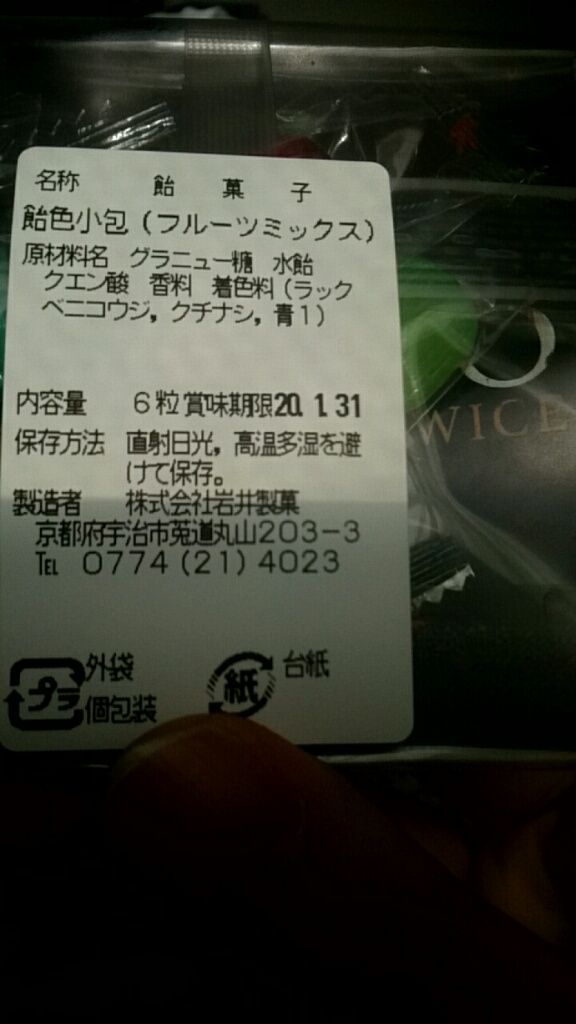 名称 飴 菓 子
飴色小包(フルーツミックス)
原材料名 グラニュー糖 水飴
クエン酸 香料 着色料(ラック
ベニコウジ, クチナシ, 青1)
内容量 6粒 賞味期限20. 1. 31
保存方法 直射日光, 高温多湿を避
けて保存。
製造者 株式会社岩井製菓
京都府宇治市莵道丸山203-3
TEL 0774(21)4023
プラ 外袋
個包装
紙 台紙
WICE